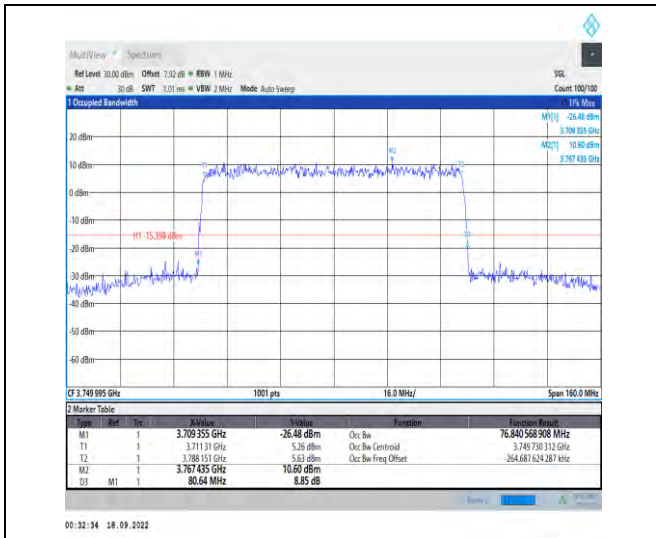 MultiView Spectrum
Ref Level 30.00 dBm Offset 7.92 dB RBW 1 MHz SGL
Att 30 dB SWT 1.01 ms VBW 2 MHz Mode Auto Sweep Count 100/100
1 Occupied Bandwidth 1Pk Max
M1[1] -26.48 dBm
3.709 355 GHz
M2[1] 10.60 dBm
3.767 435 GHz
20 dBm
M2
10 dBm
T1 T2
0 dBm
-10 dBm
H1 -15.398 dBm
D3
-20 dBm
M1
-30 dBm
-40 dBm
-50 dBm
-60 dBm
CF 3.749 995 GHz 1001 pts 16.0 MHz/ Span 160.0 MHz
2 Marker Table
Type Ref Trc X-Value Y-Value Function Function Result
M1 1 3.709 355 GHz -26.48 dBm Occ Bw 76.840 568 908 MHz
T1 1 3.711 31 GHz 5.26 dBm Occ Bw Centroid 3.749 730 312 GHz
T2 1 3.788 151 GHz 5.63 dBm Occ Bw Freq Offset -264.687 624 287 kHz
M2 1 3.767 435 GHz 10.60 dBm
D3 M1 1 80.64 MHz 8.85 dB
00:32:34 18.09.2022